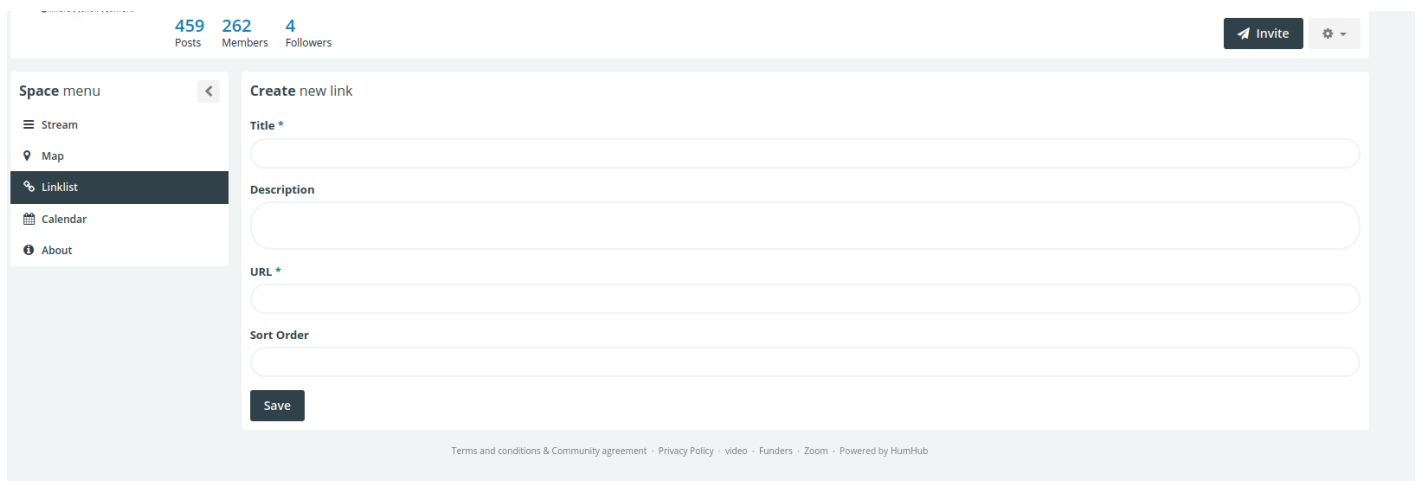 459 262 4
Posts Members Followers
Invite
Space menu
Stream
Map
Linklist
Calendar
About
Create new link
Title *
Description
URL *
Sort Order
Save
Terms and conditions & Community agreement · Privacy Policy · video · Funders · Zoom · Powered by HumHub